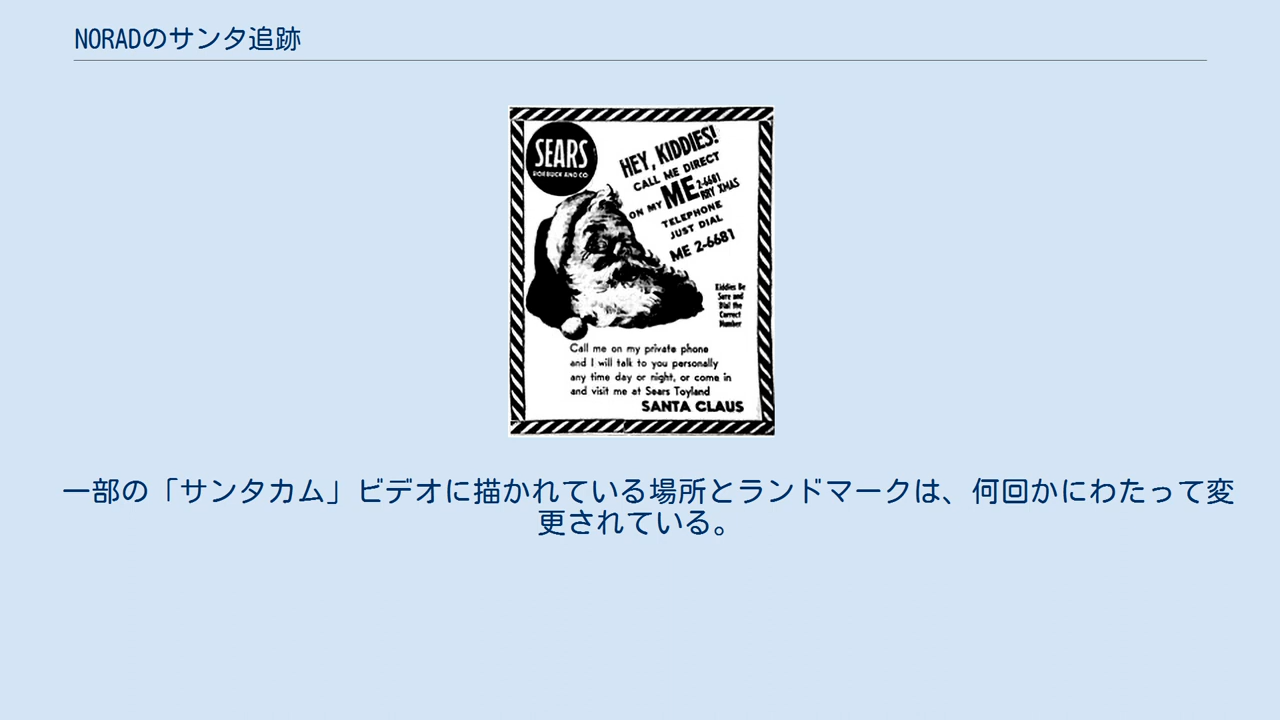 NORADのサンタ追跡
SEARS
ROEBUCK AND CO
HEY, KIDDIES!
CALL ME DIRECT
ON MY ME 2-6681
RRY XMAS
TELEPHONE
JUST DIAL
ME 2-6681
Kiddies Be
Sure and
Dial the
Correct
Number
Call me on my private phone
and I will talk to you personally
any time day or night, or come in
and visit me at Sears Toyland
SANTA CLAUS
一部の「サンタカム」ビデオに描かれている場所とランドマークは、何回かにわたって変
更されている。